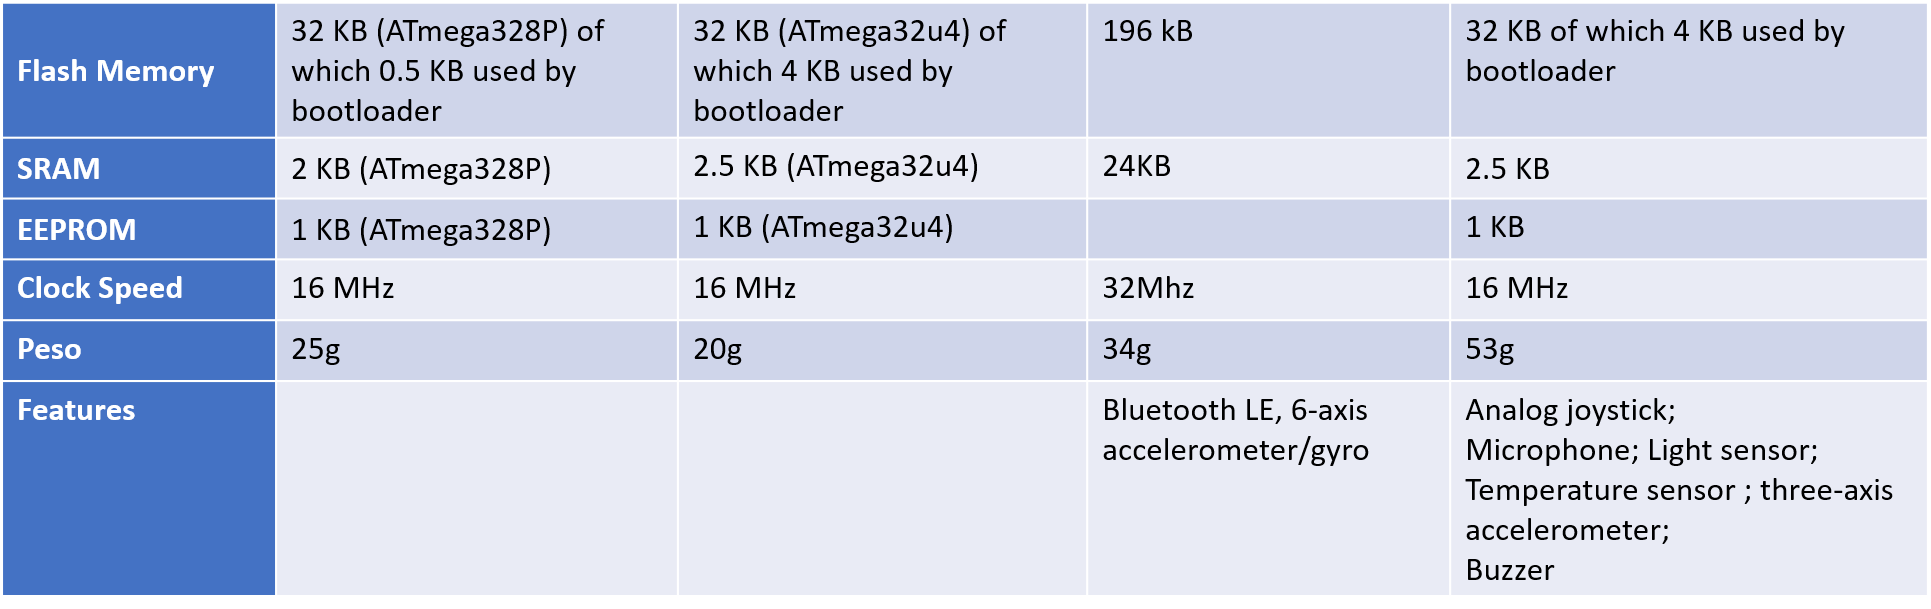 Flash Memory
32 KB (ATmega328P) of
which 0.5 KB used by
bootloader
32 KB (ATmega32u4) of
which 4 KB used by
bootloader
196 kB
32 KB of which 4 KB used by
bootloader
SRAM
2 KB (ATmega328P)
2.5 KB (ATmega32u4)
24KB
2.5 KB
EEPROM
1 KB (ATmega328P)
1 KB (ATmega32u4)
1 KB
Clock Speed
16 MHz
16 MHz
32Mhz
16 MHz
Peso
25g
20g
34g
53g
Features
Bluetooth LE, 6-axis
accelerometer/gyro
Analog joystick;
Microphone; Light sensor;
Temperature sensor ; three-axis
accelerometer;
Buzzer